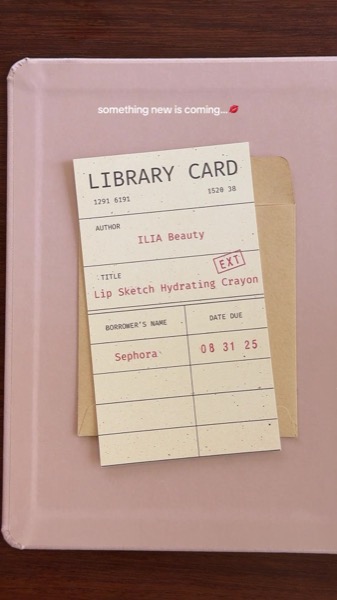 something new is coming...💋
LIBRARY CARD
1291 6191 §520 38
AUTHOR
ILIA Beauty
EXT
TITLE
Lip Sketch Hydrating Crayon
BORROWER'S NAME DATE DUE
Sephora 08 31 25